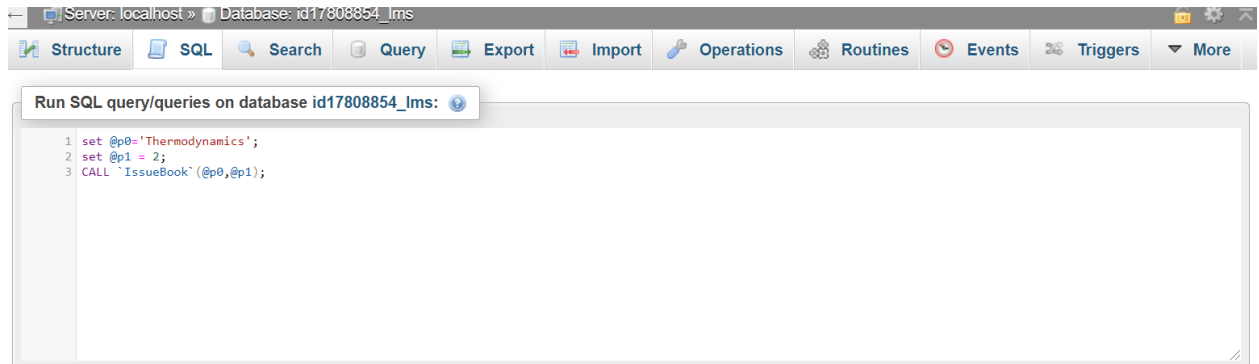 ← Server: localhost » Database: id17808854_lms
Structure SQL Search Query Export Import Operations Routines Events Triggers More
Run SQL query/queries on database id17808854_lms:
1 set @p0='Thermodynamics';
2 set @p1 = 2;
3 CALL `IssueBook`(@p0,@p1);